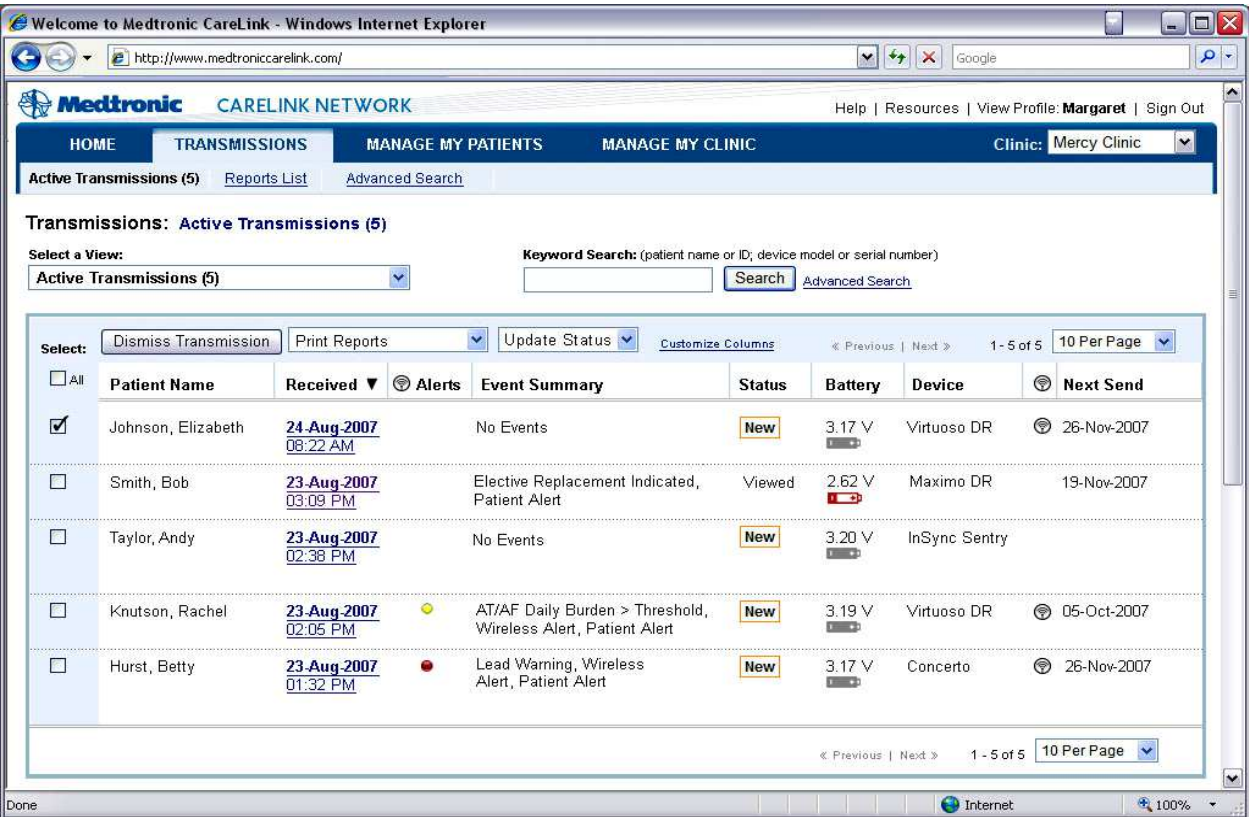 Welcome to Medtronic CareLink - Windows Internet Explorer
http://www.medtroniccarelink.com/
Google
Medtronic CARELINK NETWORK
Help | Resources | View Profile: Margaret | Sign Out
HOME TRANSMISSIONS MANAGE MY PATIENTS MANAGE MY CLINIC Clinic: Mercy Clinic
Active Transmissions (5) Reports List Advanced Search
Transmissions: Active Transmissions (5)
Select a View: Keyword Search: (patient name or ID; device model or serial number)
Active Transmissions (5) Search Advanced Search
Select: Dismiss Transmission Print Reports Update Status Customize Columns « Previous | Next » 1 - 5 of 5 10 Per Page
All Patient Name Received ▼ Alerts Event Summary Status Battery Device Next Send
Johnson, Elizabeth 24-Aug-2007 No Events New 3.17 V Virtuoso DR 26-Nov-2007
08:22 AM
Smith, Bob 23-Aug-2007 Elective Replacement Indicated, Viewed 2.62 V Maximo DR 19-Nov-2007
03:09 PM Patient Alert
Taylor, Andy 23-Aug-2007 No Events New 3.20 V InSync Sentry
02:38 PM
Knutson, Rachel 23-Aug-2007 AT/AF Daily Burden > Threshold, New 3.19 V Virtuoso DR 05-Oct-2007
02:05 PM Wireless Alert, Patient Alert
Hurst, Betty 23-Aug-2007 Lead Warning, Wireless New 3.17 V Concerto 26-Nov-2007
01:32 PM Alert, Patient Alert
« Previous | Next » 1 - 5 of 5 10 Per Page
Done Internet 100%